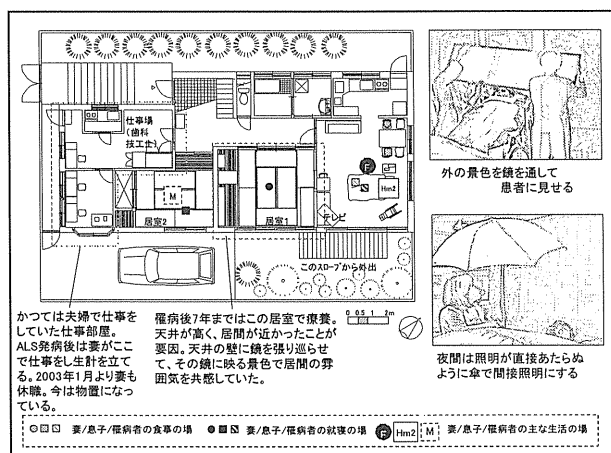 仕事場
(歯科
技工士)
M
居室2
居室1
F
Hm2
テレビ
このスロープから外出
0 0.5 1 2m
外の景色を鏡を通して
患者に見せる
夜間は照明が直接あたらぬ
ように傘で間接照明にする
かつては夫婦で仕事を
していた仕事部屋。
ALS発病後は妻がここ
で仕事をし生計を立て
る。2003年1月より妻も
休職。今は物置になっ
ている。
罹病後7年まではこの居室で療養。
天井が高く、居間が近かったことが
要因。天井の壁に鏡を張り巡らせ
て、その鏡に映る景色で居間の雰
囲気を共感していた。
妻/息子/罹病者の食事の場
妻/息子/罹病者の就寝の場
F Hm2 M 妻/息子/罹病者の主な生活の場